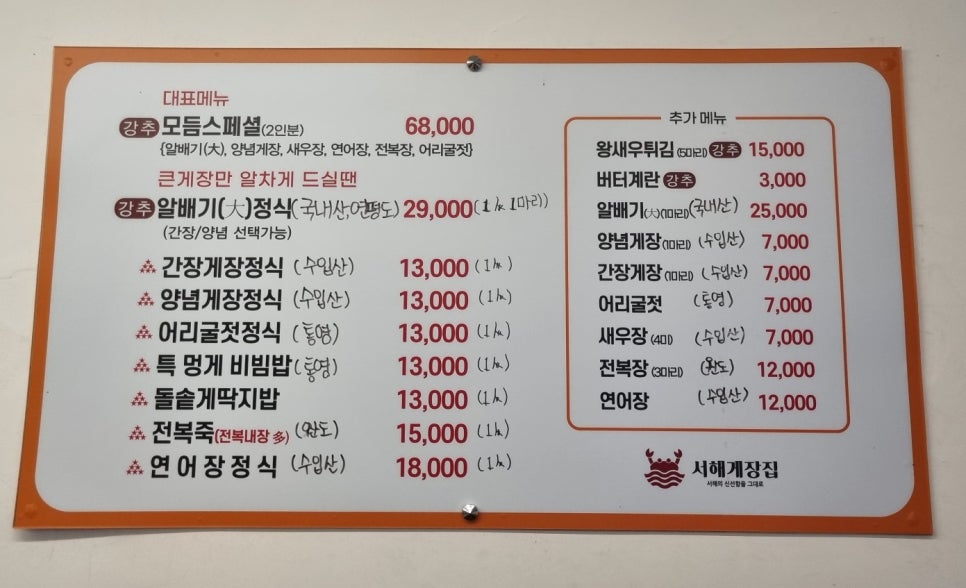 대표메뉴
강추 모듬스페셜(2인분) 68,000
{알배기(大), 양념게장, 새우장, 연어장, 전복장, 어리굴젓}
큰게장만 알차게 드실땐
강추 알배기(大)정식(국내산,연평도) 29,000(1人 1마리)
(간장/양념 선택가능)
간장게장정식 (수입산) 13,000 (1人)
양념게장정식 (수입산) 13,000 (1人)
어리굴젓정식 (통영) 13,000 (1人)
특 멍게 비빔밥 (통영) 13,000 (1人)
돌솥게딱지밥 13,000 (1人)
전복죽(전복내장 多) (완도) 15,000 (1人)
연어장정식 (수입산) 18,000 (1人)
추가 메뉴
왕새우튀김(5마리) 강추 15,000
버터계란 강추 3,000
알배기(大)(1마리)(국내산) 25,000
양념게장(1마리) (수입산) 7,000
간장게장(1마리) (수입산) 7,000
어리굴젓 (통영) 7,000
새우장(4미) (수입산) 7,000
전복장(3마리) (완도) 12,000
연어장 (수입산) 12,000
서해게장집
서해의 신선함을 그대로